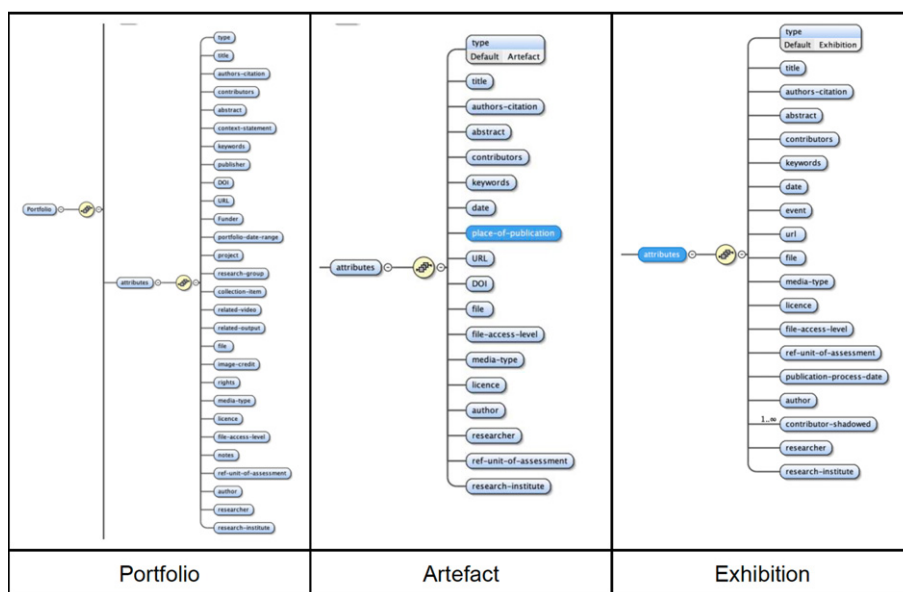 type
title
authors-citation
contributors
abstract
context-statement
keywords
publisher
DOI
URL
Funder
portfolio-date-range
project
research-group
collection-item
related-video
related-output
file
image-credit
rights
media-type
licence
file-access-level
notes
ref-unit-of-assessment
author
researcher
research-institute
Portfolio
attributes
Portfolio
type
Default Artefact
title
authors-citation
abstract
contributors
keywords
date
place-of-publication
URL
DOI
file
file-access-level
media-type
licence
author
researcher
ref-unit-of-assessment
research-institute
attributes
Artefact
type
Default Exhibition
title
authors-citation
abstract
contributors
keywords
date
event
url
file
media-type
licence
file-access-level
ref-unit-of-assessment
publication-process-date
author
1..∞ contributor-shadowed
researcher
research-institute
attributes
Exhibition